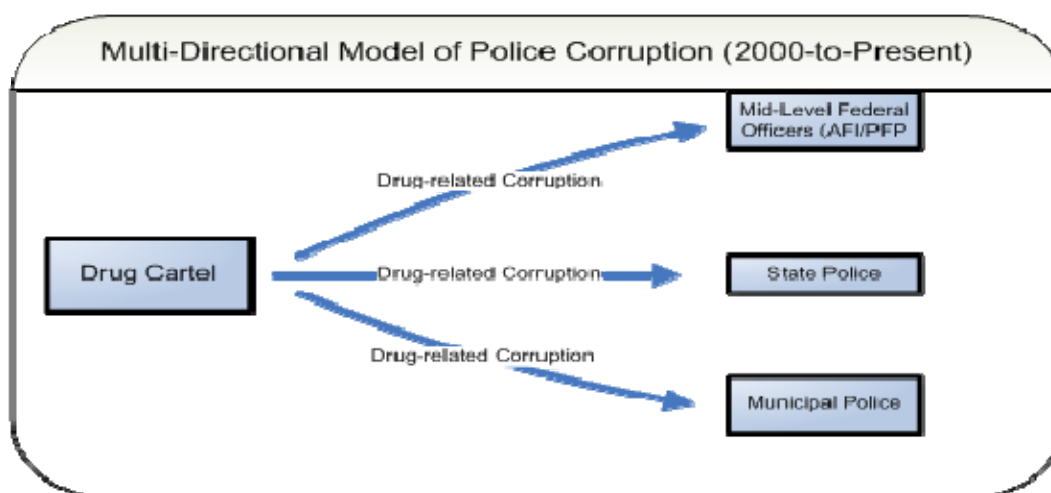 Multi-Directional Model of Police Corruption (2000-to-Present)
Mid-Level Federal
Officers (AFI/PFP
Drug-related Corruption
Drug Cartel
Drug-related Corruption
State Police
Drug-related Corruption
Municipal Police